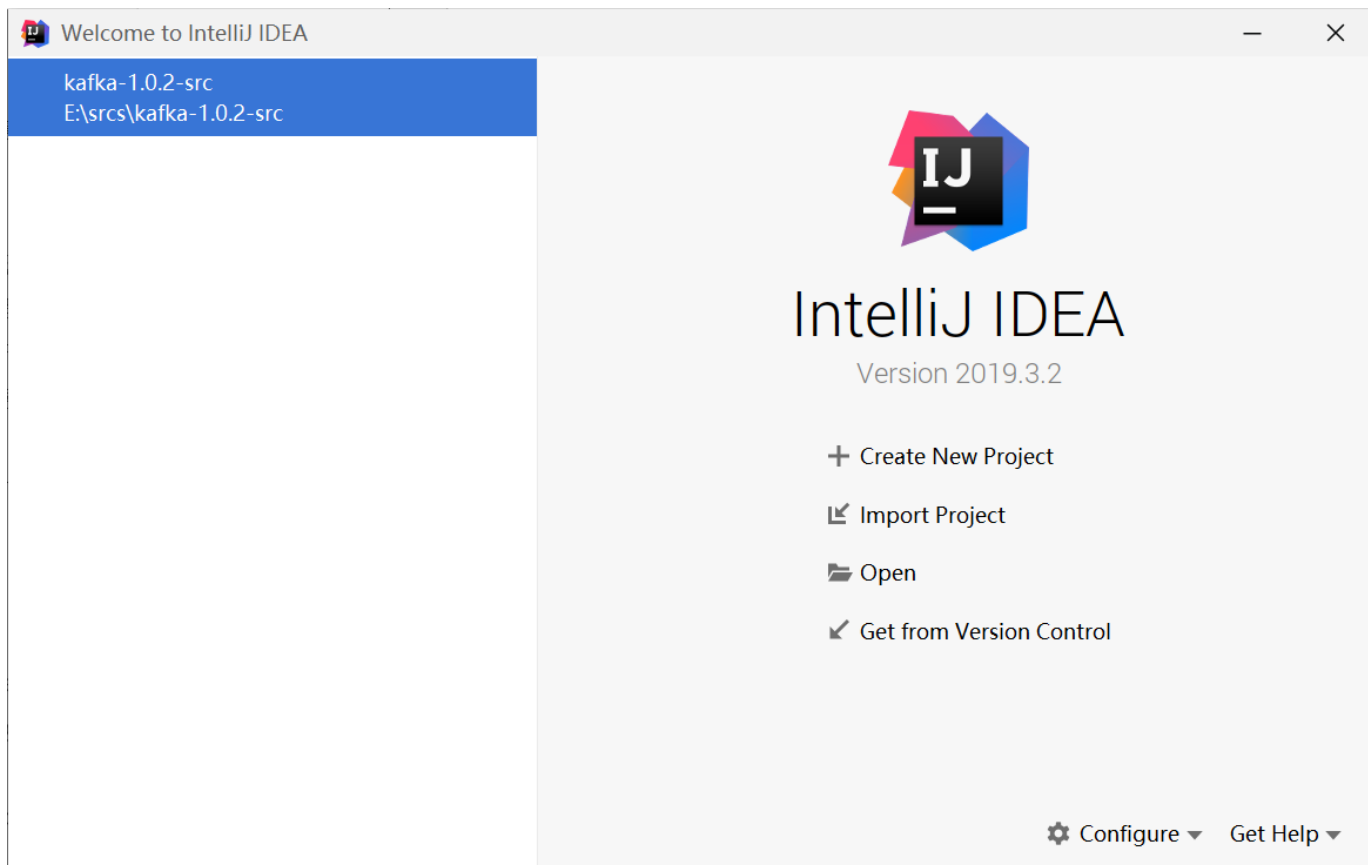 Welcome to IntelliJ IDEA
kafka-1.0.2-src
E:\srcs\kafka-1.0.2-src
IJ
IntelliJ IDEA
Version 2019.3.2
Create New Project
Import Project
Open
Get from Version Control
Configure
Get Help